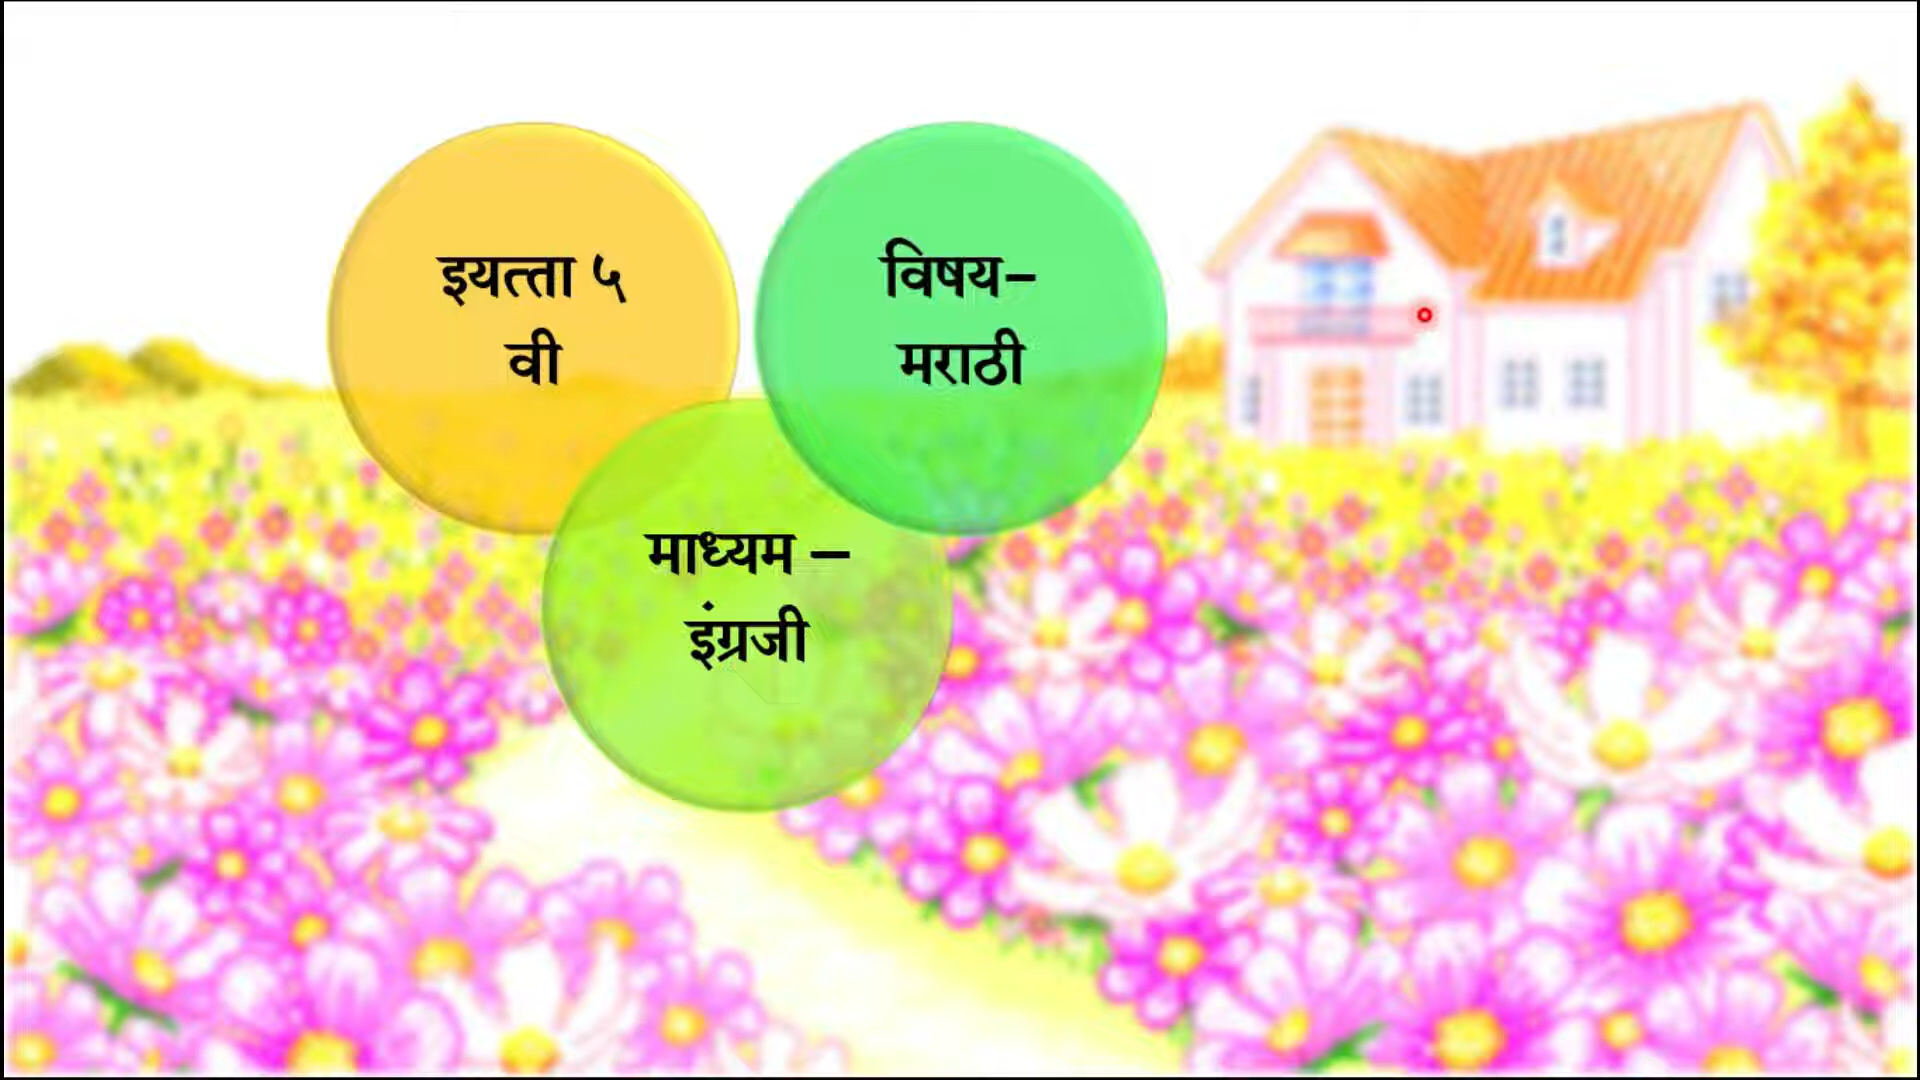 इयत्ता ५
वी
विषय–
मराठी
माध्यम –
इंग्रजी